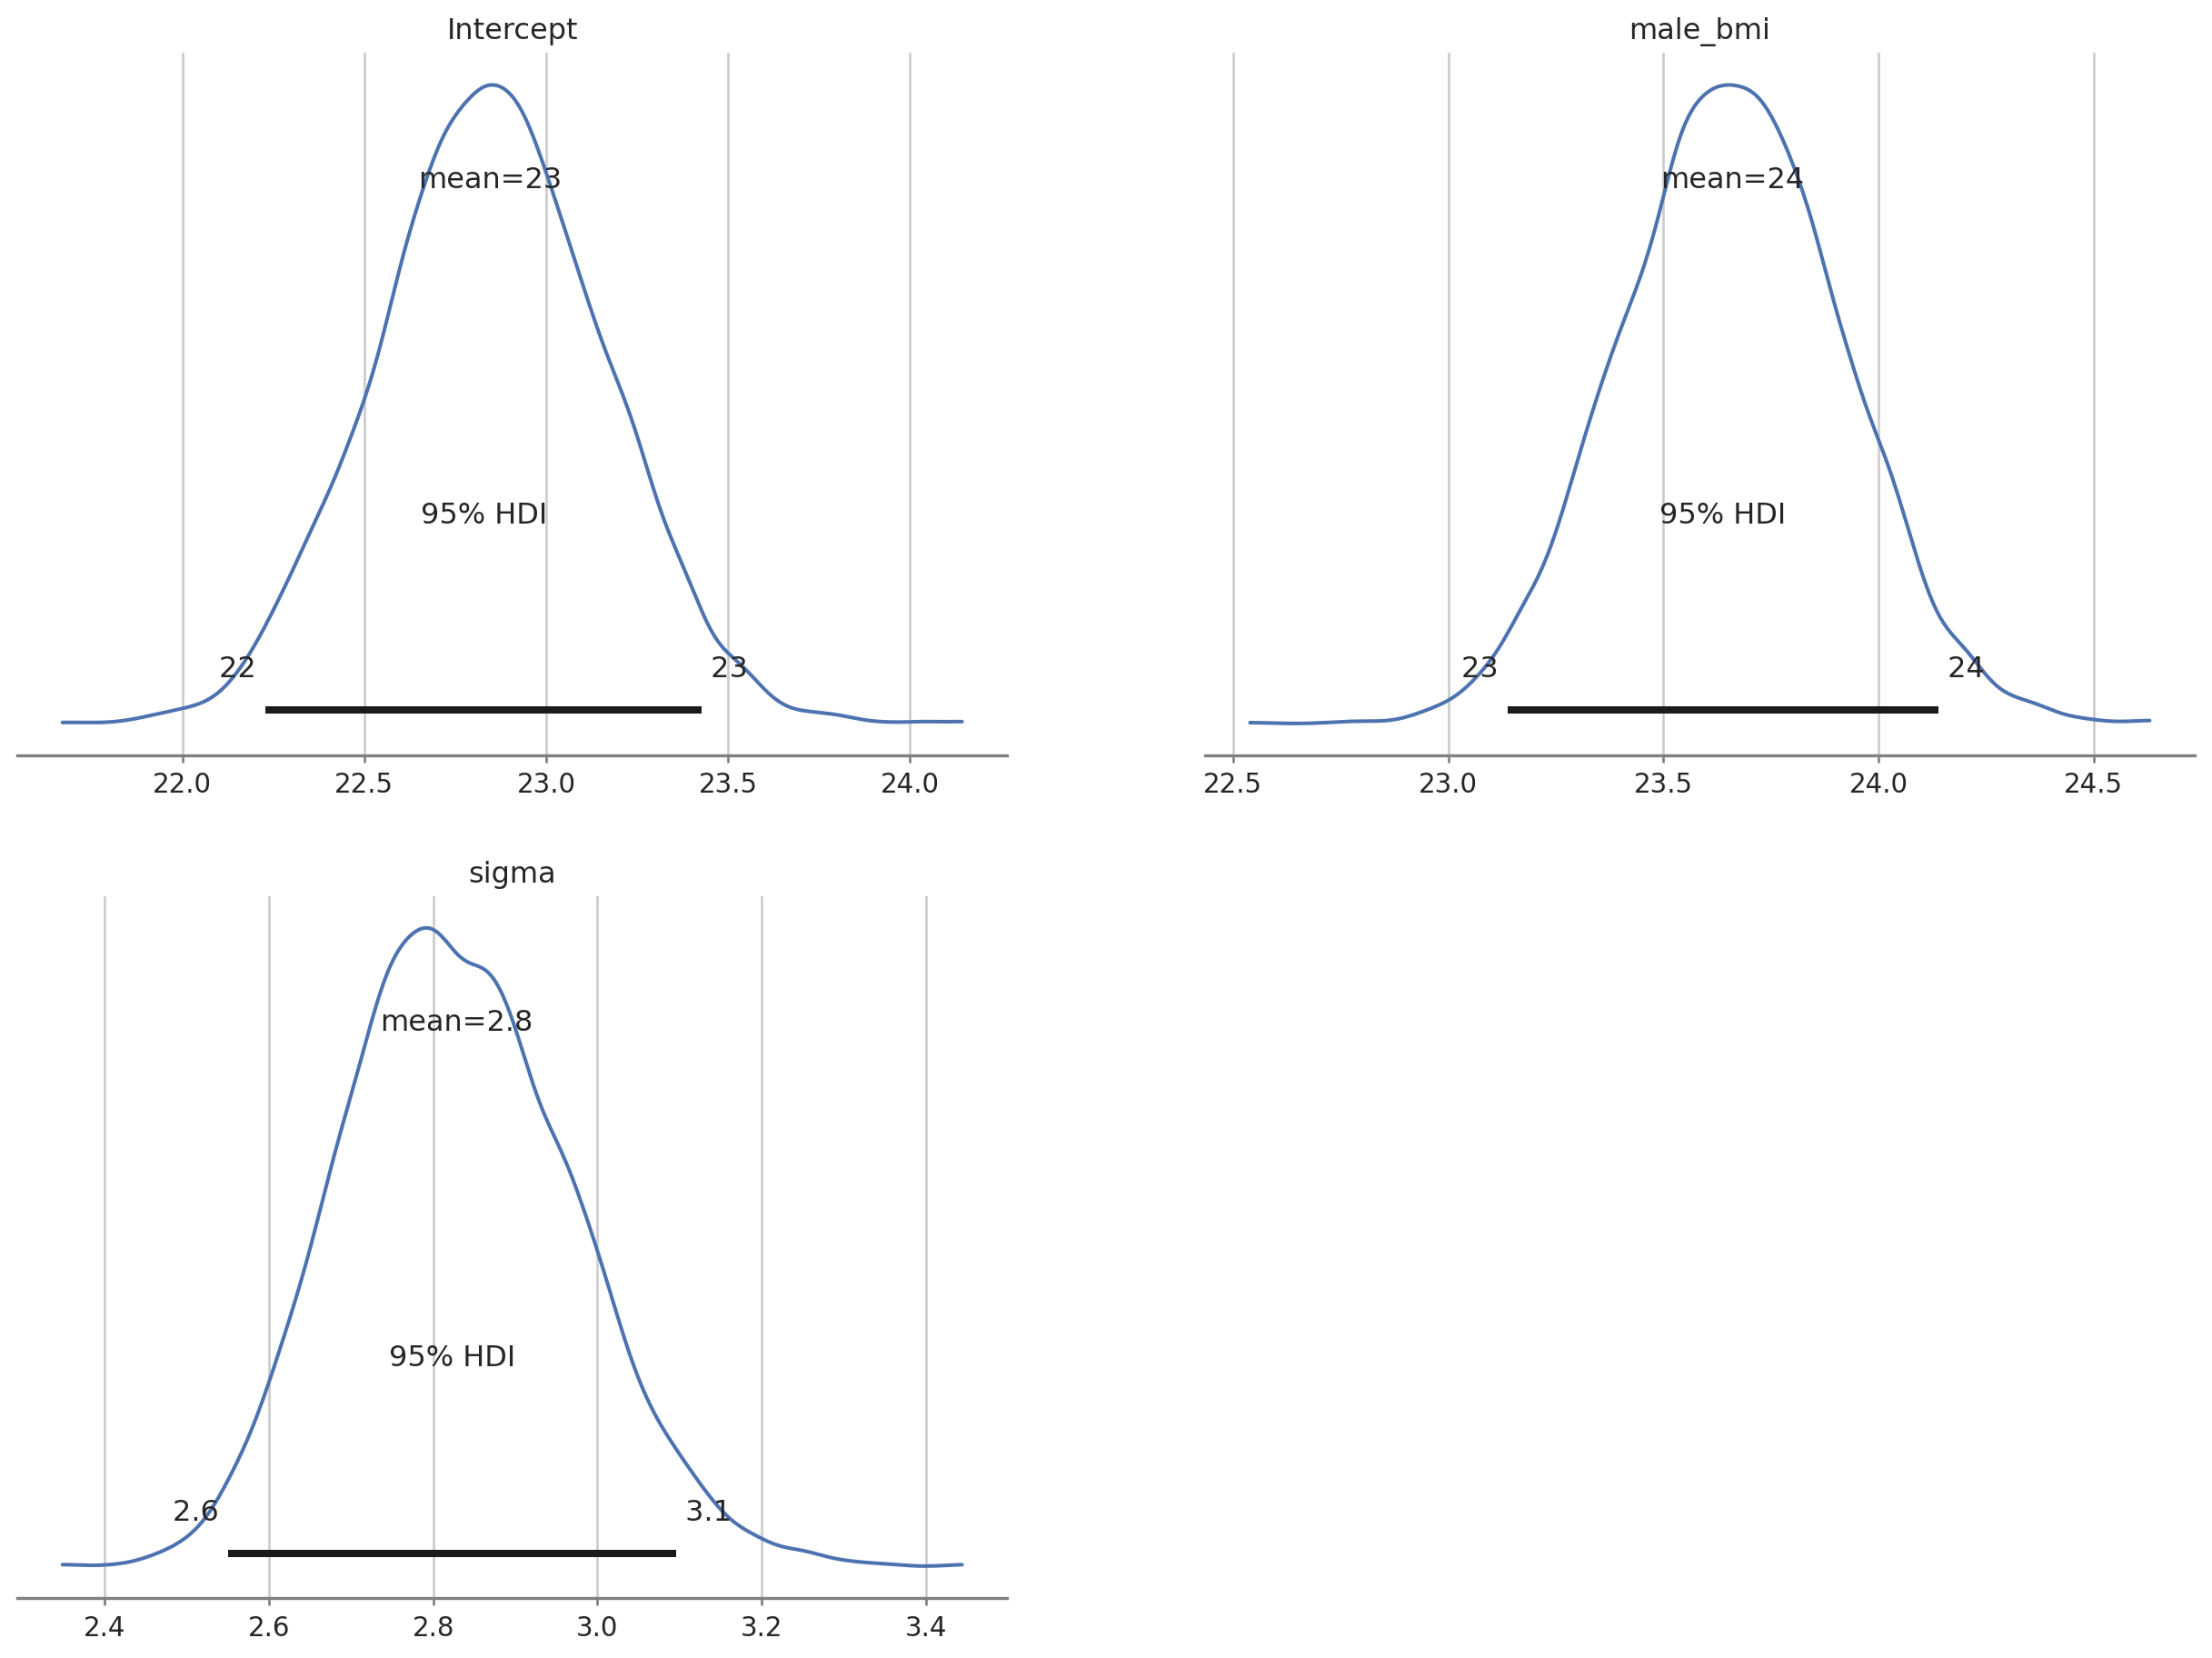 Intercept
mean=23
95% HDI
22 23
22.0 22.5 23.0 23.5 24.0
male_bmi
mean=24
95% HDI
23 24
22.5 23.0 23.5 24.0 24.5
sigma
mean=2.8
95% HDI
2.6 3.1
2.4 2.6 2.8 3.0 3.2 3.4